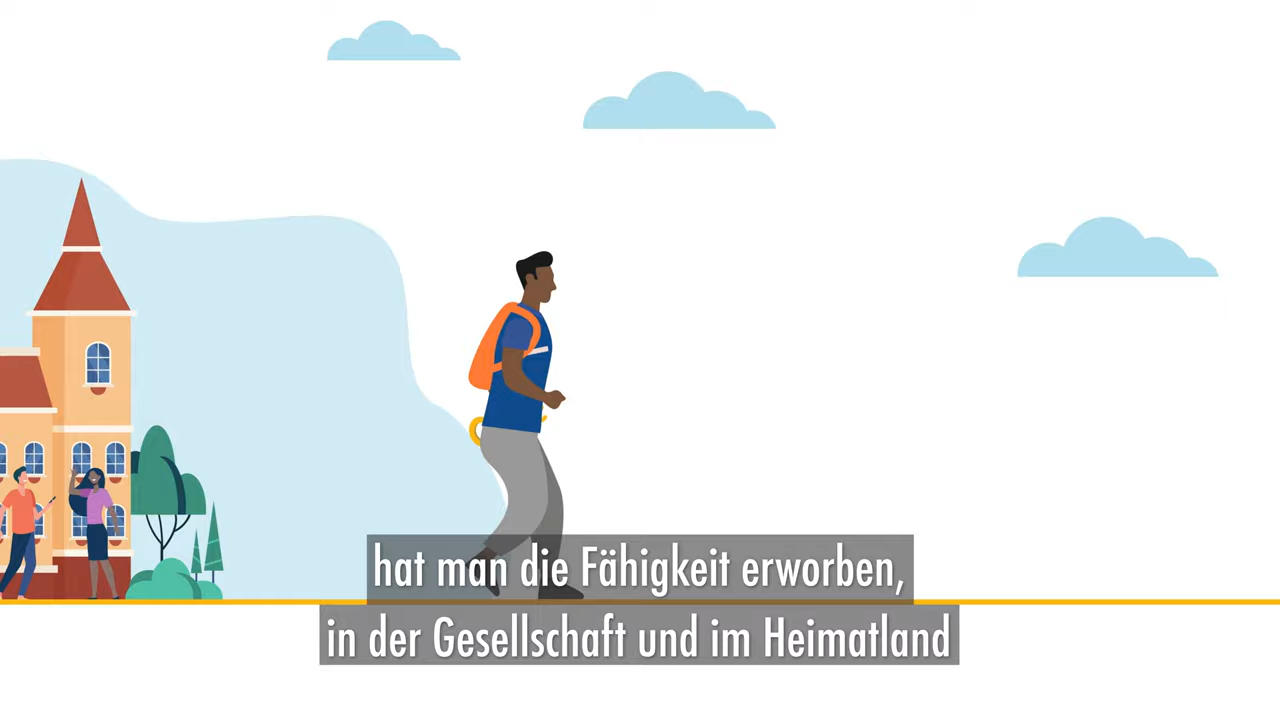 hat man die Fähigkeit erworben,
in der Gesellschaft und im Heimatland